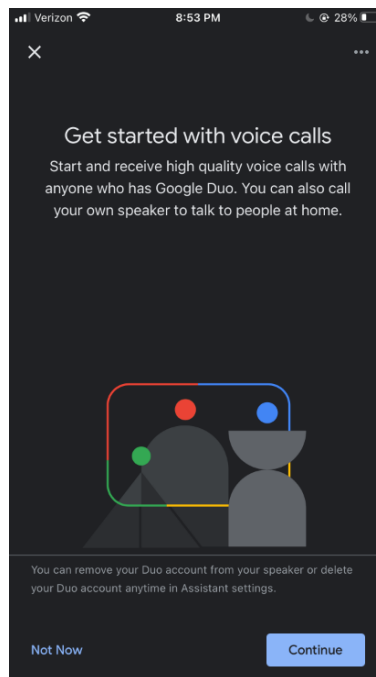 Verizon 8:53 PM 28%
Get started with voice calls
Start and receive high quality voice calls with
anyone who has Google Duo. You can also call
your own speaker to talk to people at home.
You can remove your Duo account from your speaker or delete
your Duo account anytime in Assistant settings.
Not Now Continue